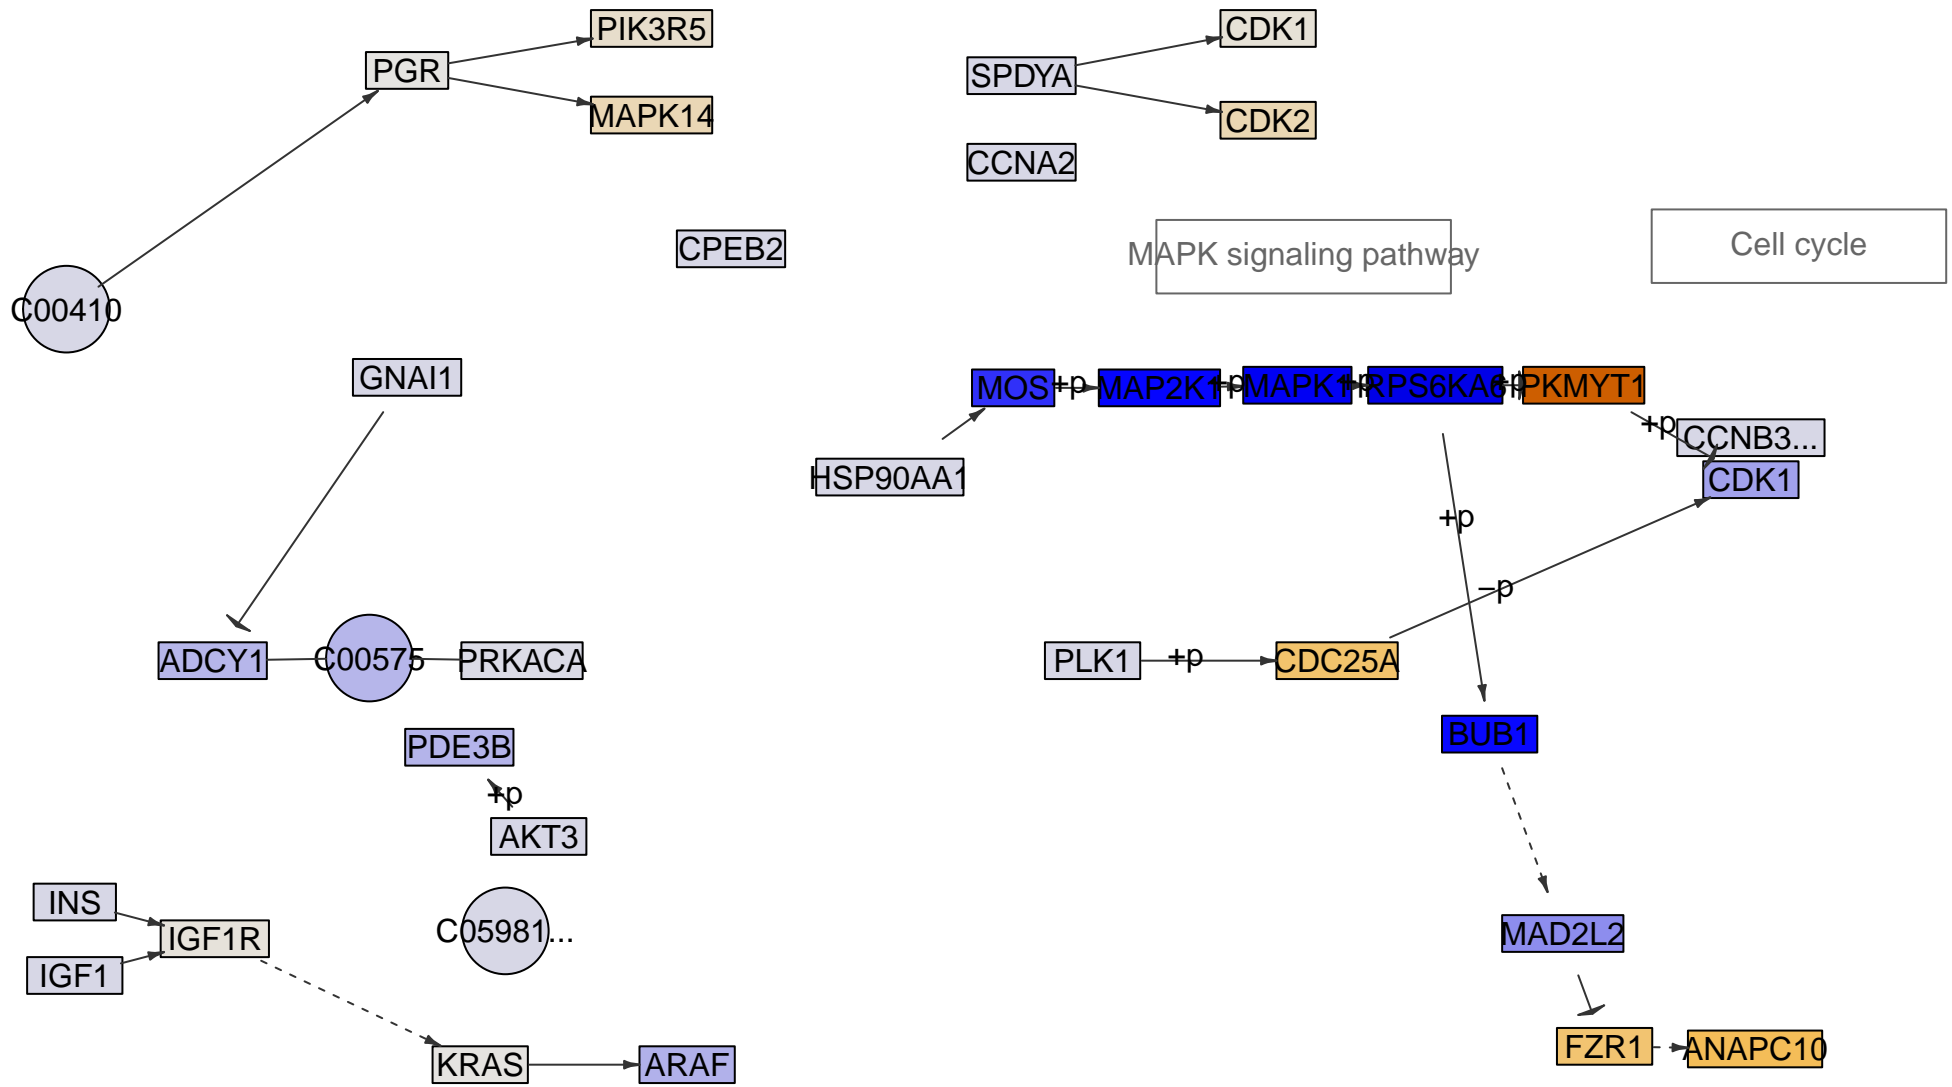 PIK3R5
CDK1
PGR
SPDYA
MAPK14
CDK2
CCNA2
CPEB2
MAPK signaling pathway
Cell cycle
C00410
GNAI1
MOS
+p
MAP2K1
+p
MAPK1
+p
RPS6KA6
+p
PKMYT1
+p
CCNB3...
HSP90AA1
CDK1
+p
−p
ADCY1
C00575
PRKACA
PLK1
+p
CDC25A
BUB1
PDE3B
+p
AKT3
INS
IGF1R
C05981...
MAD2L2
IGF1
KRAS
ARAF
FZR1
ANAPC10